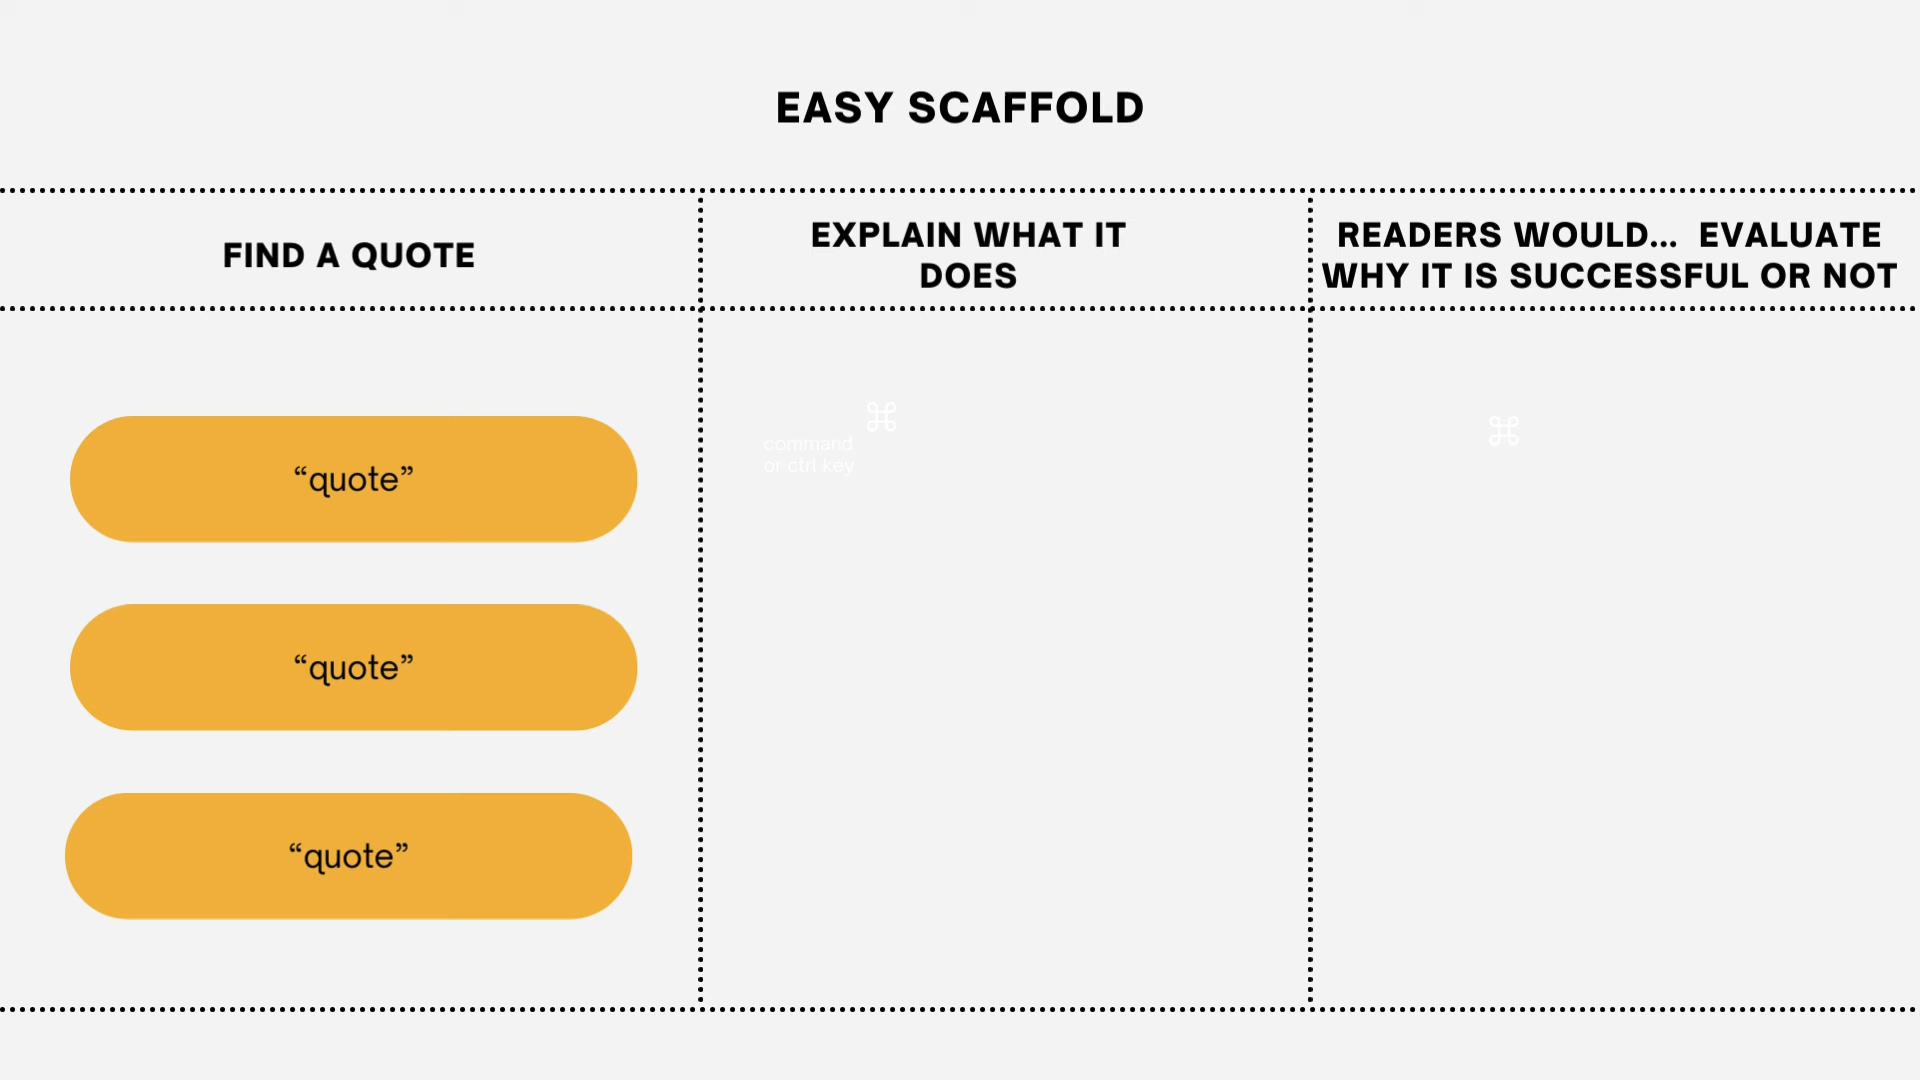 EASY SCAFFOLD
FIND A QUOTE
EXPLAIN WHAT IT
DOES
READERS WOULD... EVALUATE
WHY IT IS SUCCESSFUL OR NOT
“quote”
“quote”
“quote”
⌘
command
or ctrl key
⌘